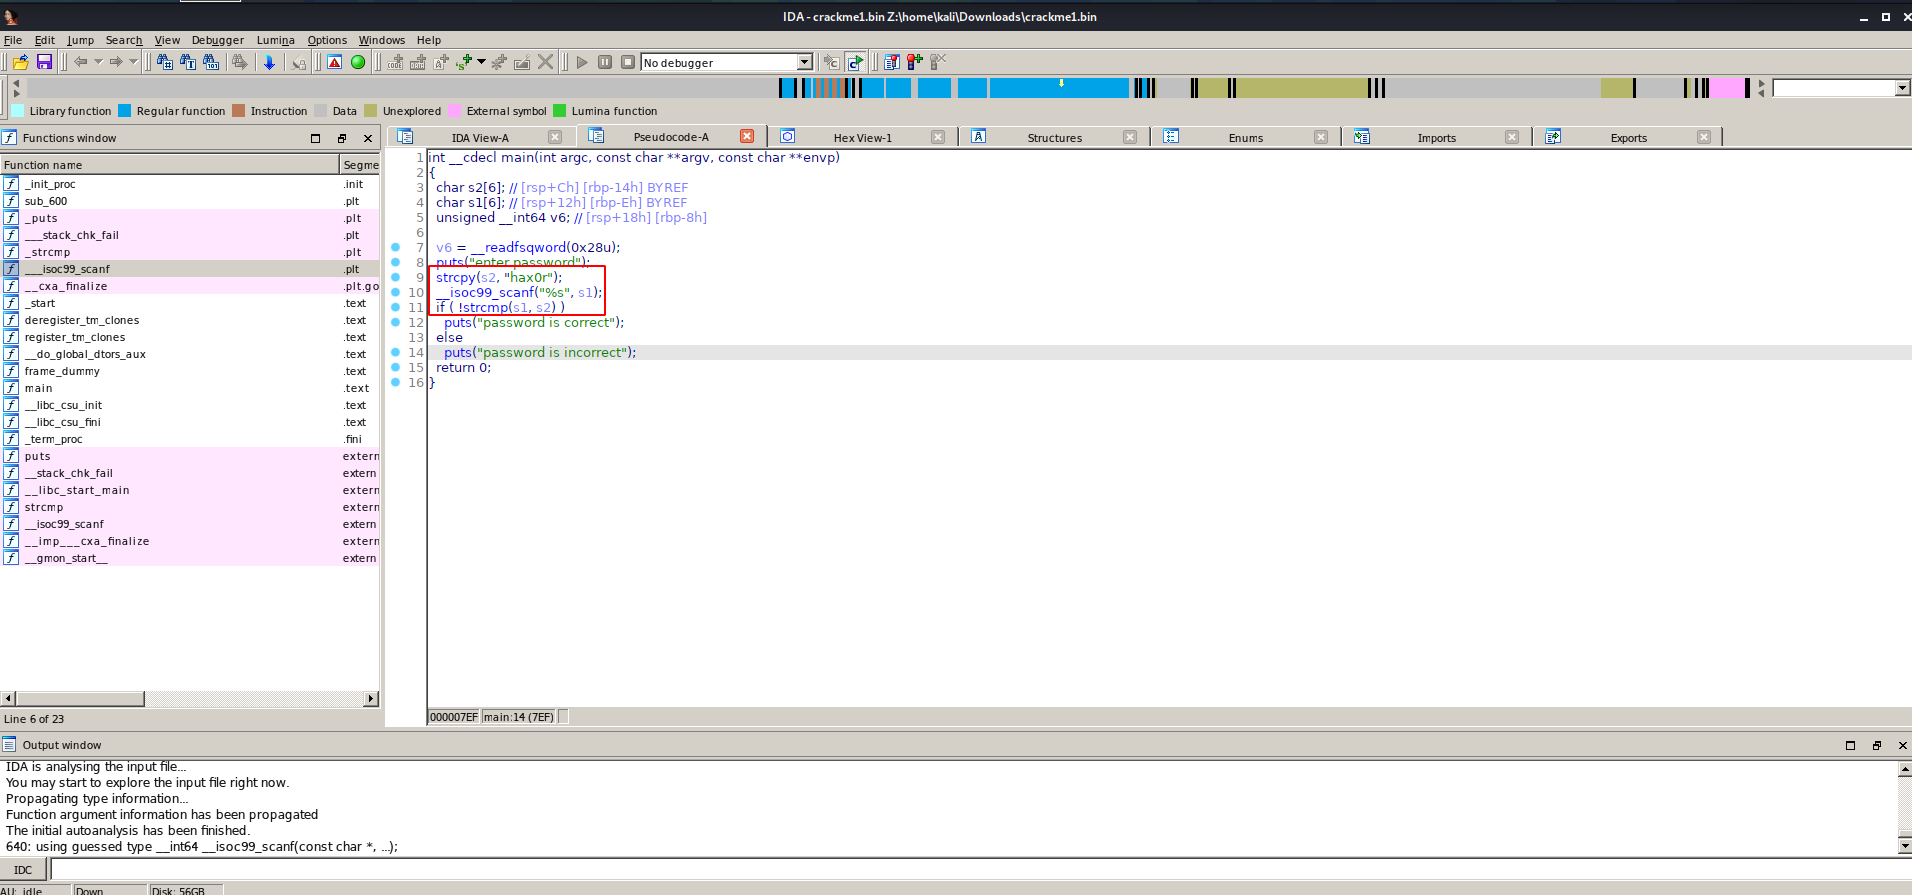 IDA - crackme1.bin Z:\home\kali\Downloads\crackme1.bin
File Edit Jump Search View Debugger Lumina Options Windows Help
No debugger
Library function Regular function Instruction Data Unexplored External symbol Lumina function
Functions window
IDA View-A Pseudocode-A Hex View-1 Structures Enums Imports Exports
Function name Segme
_init_proc .init
sub_600 .plt
_puts .plt
___stack_chk_fail .plt
_strcmp .plt
___isoc99_scanf .plt
__cxa_finalize .plt.go
_start .text
deregister_tm_clones .text
register_tm_clones .text
__do_global_dtors_aux .text
frame_dummy .text
main .text
__libc_csu_init .text
__libc_csu_fini .text
_term_proc .fini
puts extern
__stack_chk_fail extern
__libc_start_main extern
strcmp extern
__isoc99_scanf extern
__imp___cxa_finalize extern
__gmon_start__ extern
Line 6 of 23
1 int __cdecl main(int argc, const char **argv, const char **envp)
2 {
3 char s2[6]; // [rsp+Ch] [rbp-14h] BYREF
4 char s1[6]; // [rsp+12h] [rbp-Eh] BYREF
5 unsigned __int64 v6; // [rsp+18h] [rbp-8h]
6
7 v6 = __readfsqword(0x28u);
8 puts("enter password");
9 strcpy(s2, "hax0r");
10 __isoc99_scanf("%s", s1);
11 if ( !strcmp(s1, s2) )
12 puts("password is correct");
13 else
14 puts("password is incorrect");
15 return 0;
16 }
000007EF main:14 (7EF)
Output window
IDA is analysing the input file...
You may start to explore the input file right now.
Propagating type information...
Function argument information has been propagated
The initial autoanalysis has been finished.
640: using guessed type __int64 __isoc99_scanf(const char *, ...);
IDC
AU: idle Down Disk: 56GB